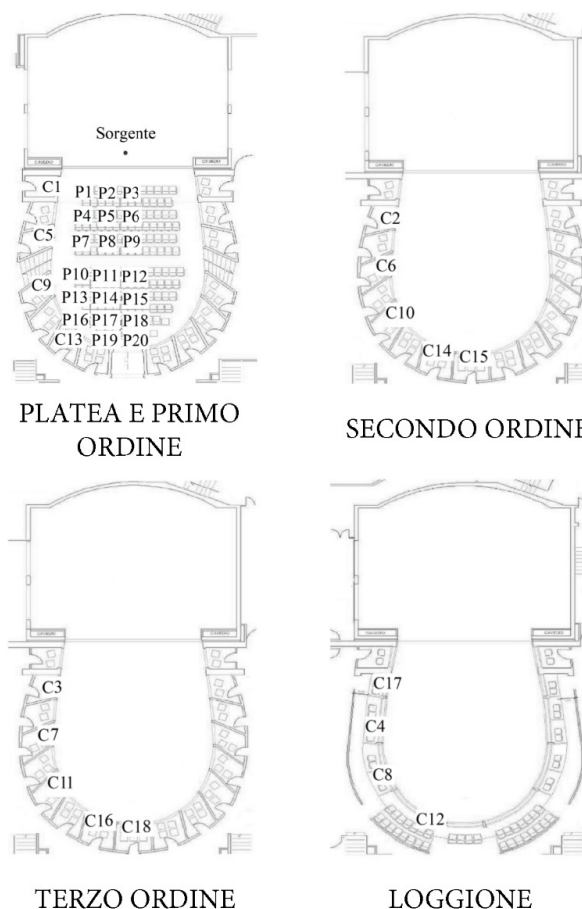 Sorgente
C1
P1 P2 P3
P4 P5 P6
C5
P7 P8 P9
C9
P10 P11 P12
P13 P14 P15
P16 P17 P18
C13 P19 P20
PLATEA E PRIMO
ORDINE
C2
C6
C10
C14 C15
SECONDO ORDINE
C3
C7
C11
C16 C18
TERZO ORDINE
C17
C4
C8
C12
LOGGIONE